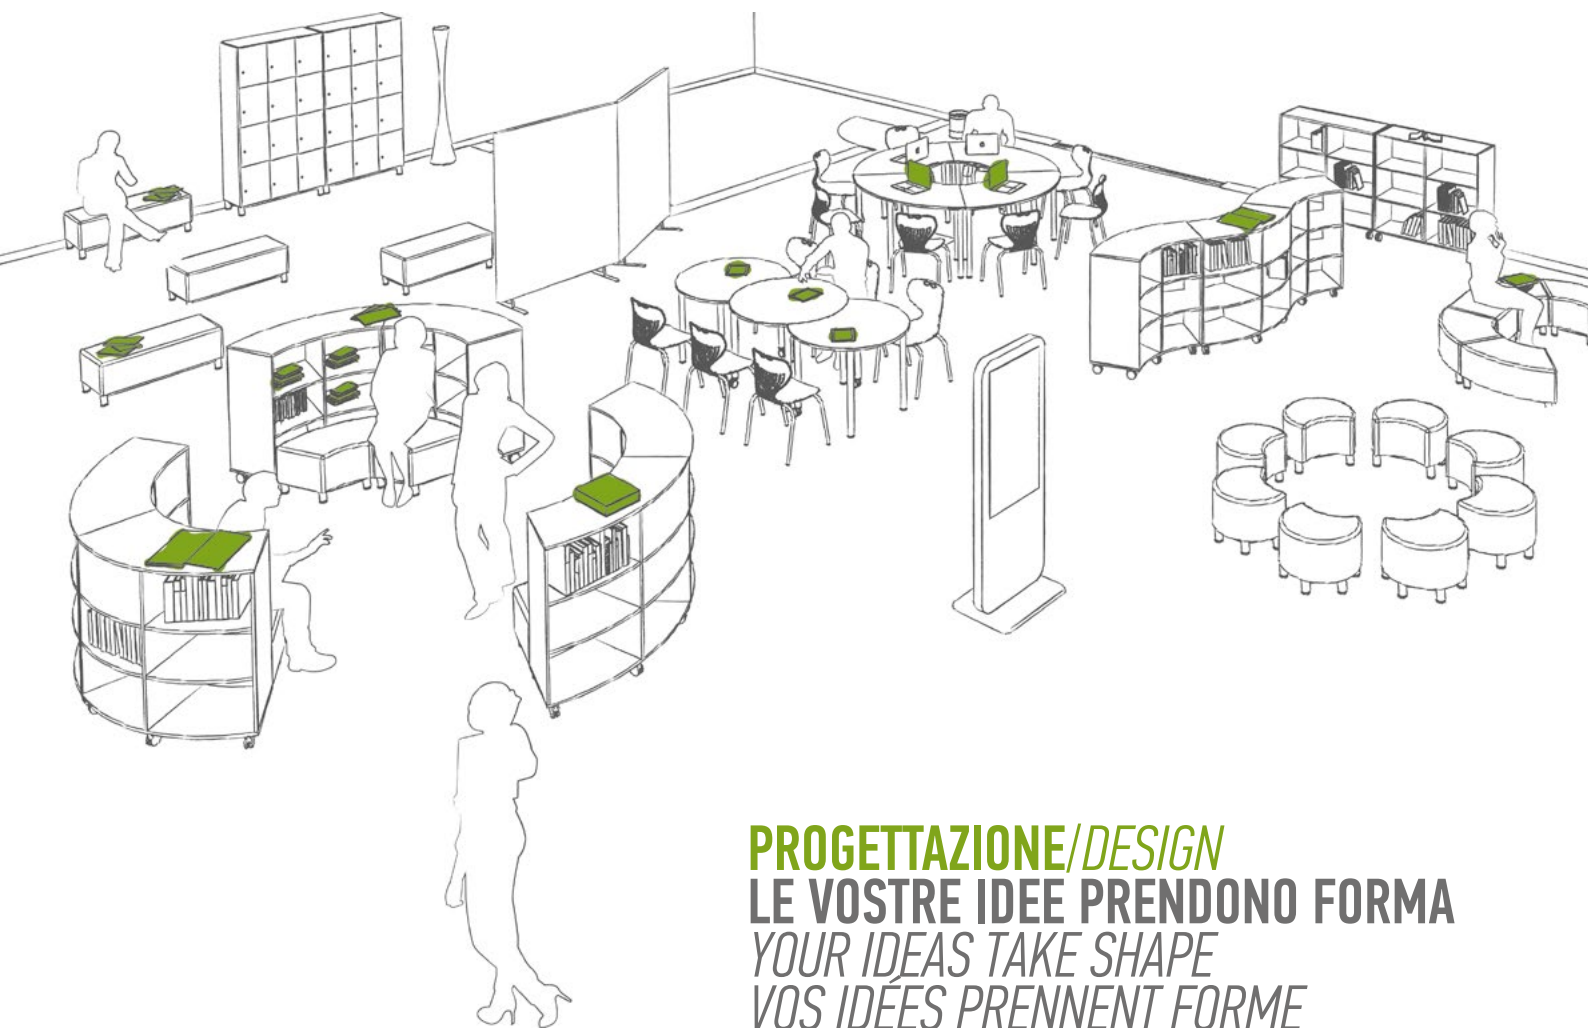 PROGETTAZIONE/DESIGN
LE VOSTRE IDEE PRENDONO FORMA
YOUR IDEAS TAKE SHAPE
VOS IDÉES PRENNENT FORME